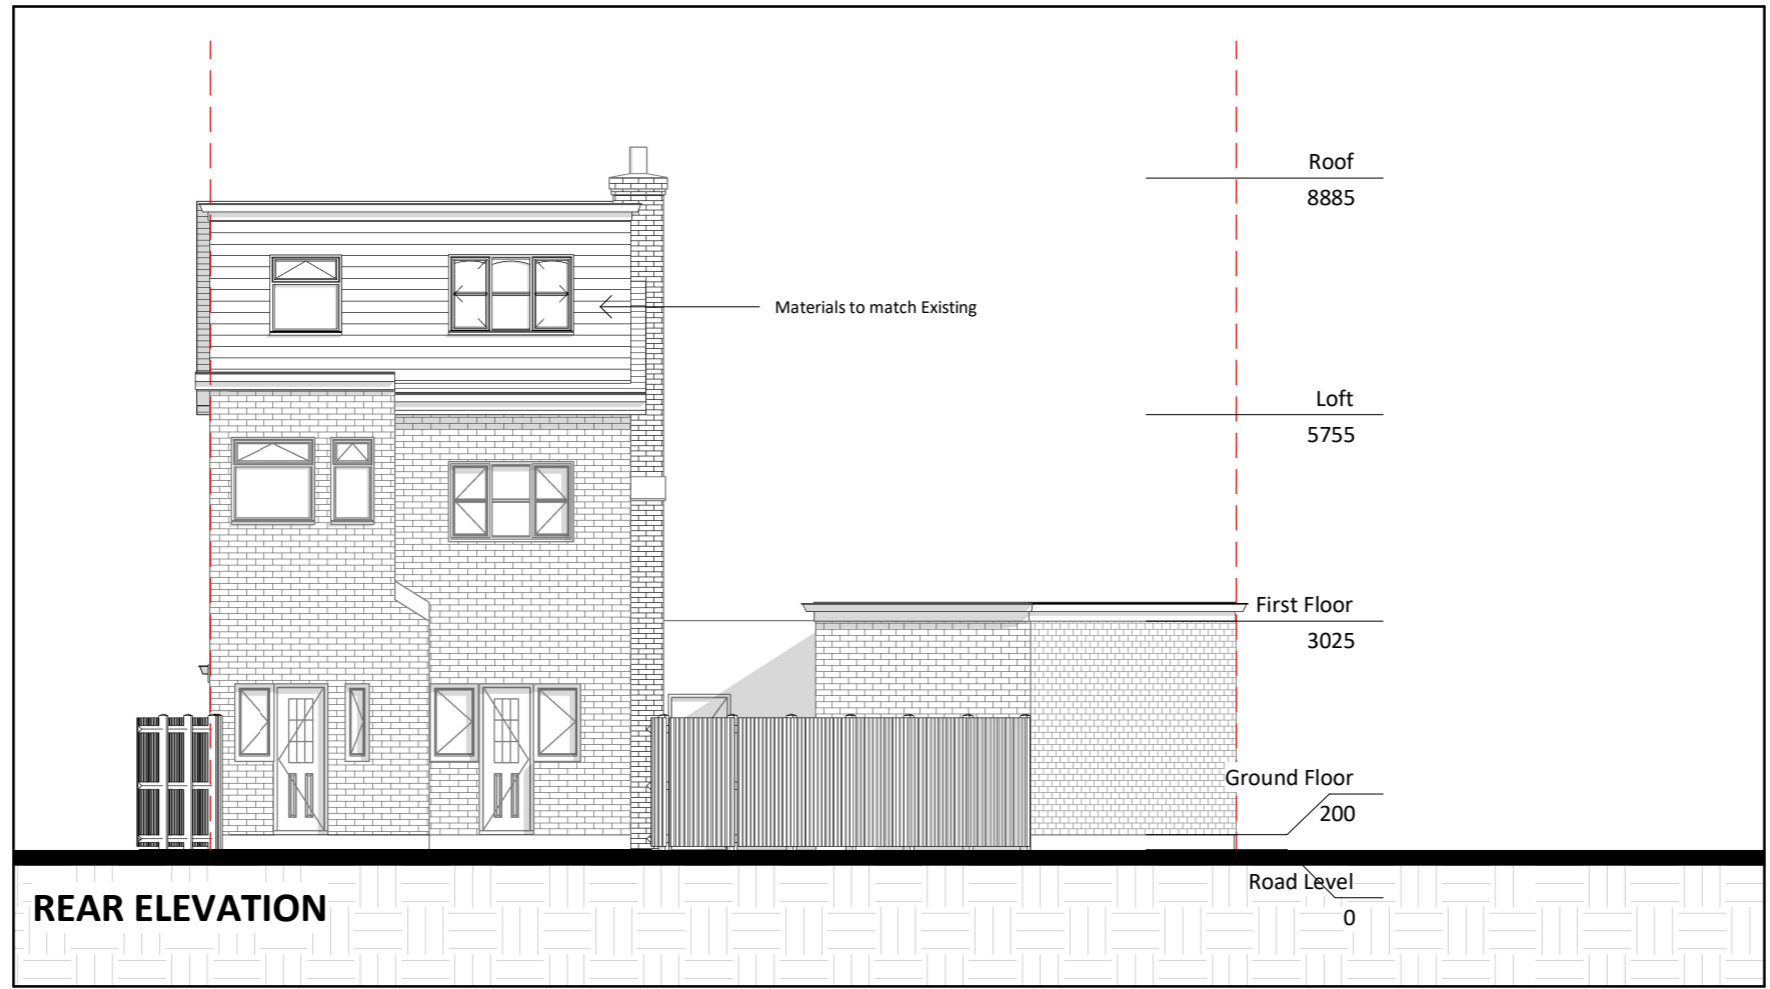 Roof
8885
Materials to match Existing
Loft
5755
First Floor
3025
Ground Floor
200
Road Level
0
REAR ELEVATION